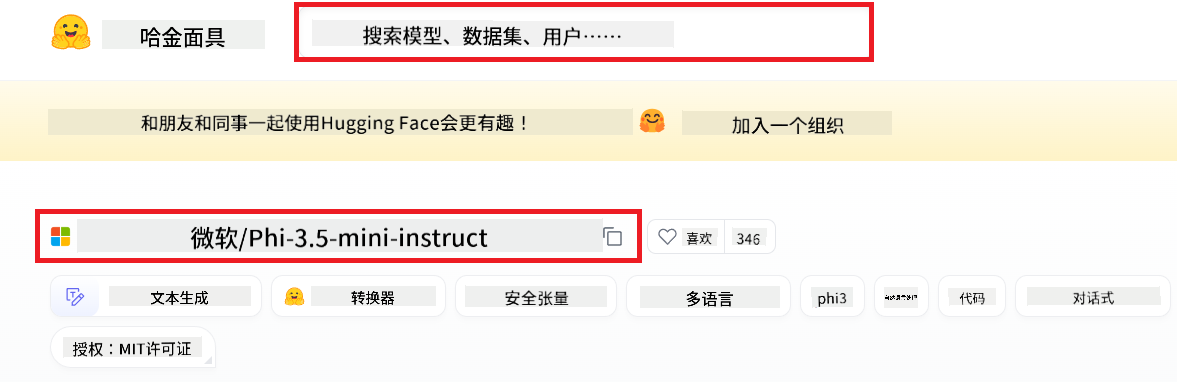 哈金面具
搜索模型、数据集、用户……
和朋友和同事一起使用Hugging Face会更有趣！
加入一个组织
微软/Phi-3.5-mini-instruct
喜欢 346
文本生成 转换器 安全张量 多语言 phi3 代码 对话式
授权：MIT许可证